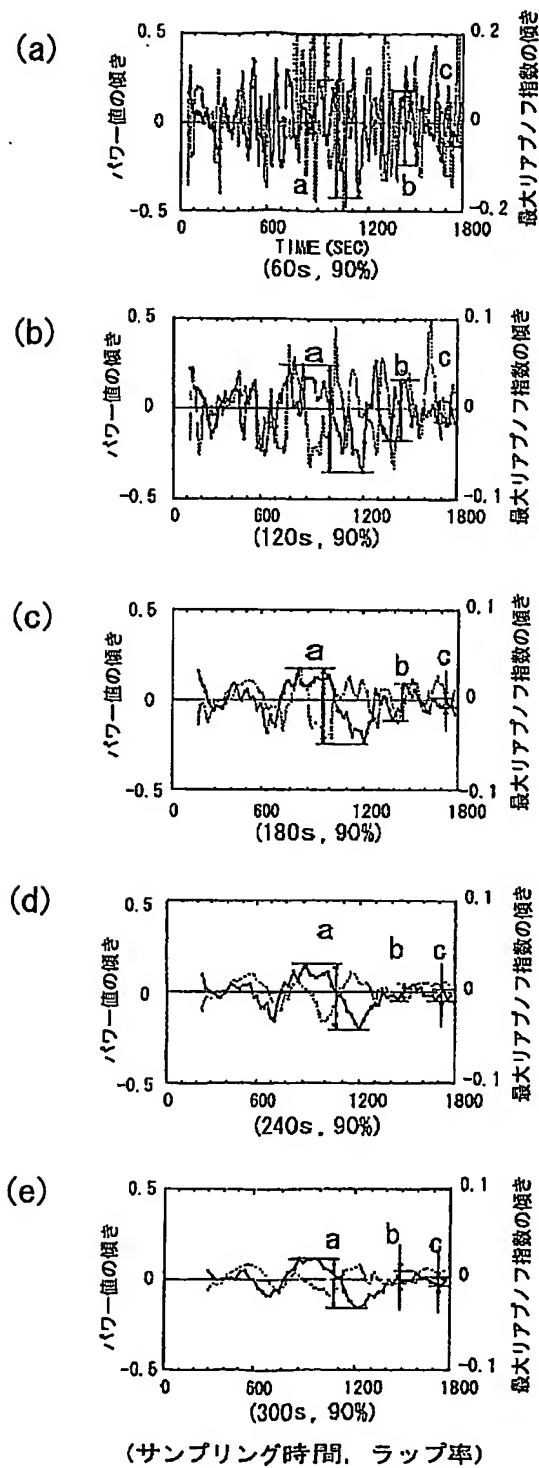 (a)
パワー値の傾き
0.5
0
-0.5
0.2
0
-0.2
最大リアプノフ指数の傾き
a
b
c
0
600
1200
1800
TIME(SEC)
(60s, 90%)
(b)
パワー値の傾き
0.5
0
-0.5
0.1
0
-0.1
最大リアプノフ指数の傾き
a
b
c
0
600
1200
1800
(120s, 90%)
(c)
パワー値の傾き
0.5
0
-0.5
0.1
0
-0.1
最大リアプノフ指数の傾き
a
b
c
0
600
1200
1800
(180s, 90%)
(d)
パワー値の傾き
0.5
0
-0.5
0.1
0
-0.1
最大リアプノフ指数の傾き
a
b
c
0
600
1200
1800
(240s, 90%)
(e)
パワー値の傾き
0.5
0
-0.5
0.1
0
-0.1
最大リアプノフ指数の傾き
a
b
c
0
600
1200
1800
(300s, 90%)
(サンプリング時間, ラップ率)